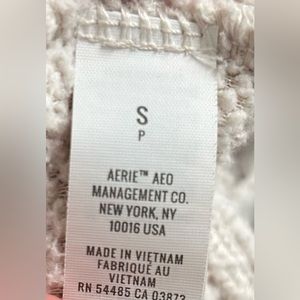 S
P
AERIE™ AEO
MANAGEMENT CO.
NEW YORK, NY
10016 USA
MADE IN VIETNAM
FABRIQUÉ AU
VIETNAM
RN 54485 CA 03873